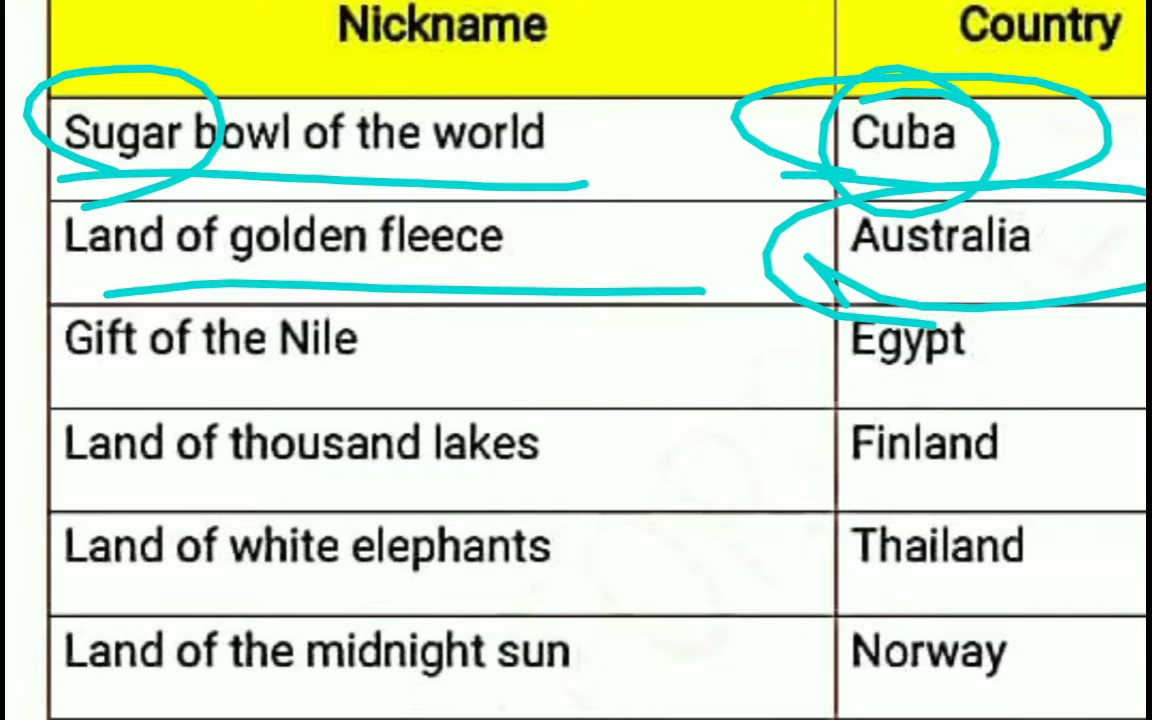 Nickname Country
Sugar bowl of the world Cuba
Land of golden fleece Australia
Gift of the Nile Egypt
Land of thousand lakes Finland
Land of white elephants Thailand
Land of the midnight sun Norway